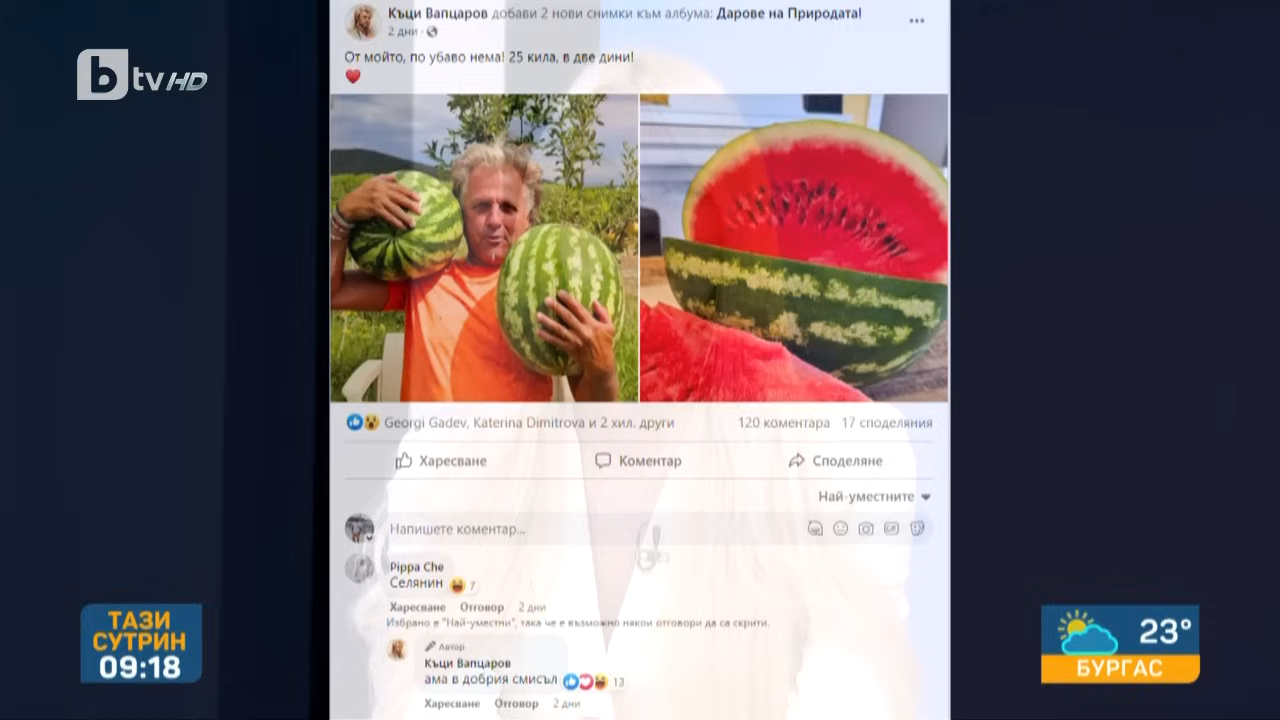 Къци Вапцаров добави 2 нови снимки към албума: Дарове на Природата!
2 дни ·
От мойто, по убаво нема! 25 кила, в две дини!
btv HD
Georgi Gadev, Katerina Dimitrova и 2 хил. други 120 коментара 17 споделяния
Харесване Коментар Споделяне
Най-уместните
Напишете коментар...
Pippa Che
Селянин 7
Харесване Отговор 2 дни
Избрано е "Най-уместни", така че е възможно някои отговори да са скрити.
Автор
Къци Вапцаров
ама в добрия смисъл 13
Харесване Отговор 2 дни
ТАЗИ
СУТРИН
09:18
23°
БУРГАС